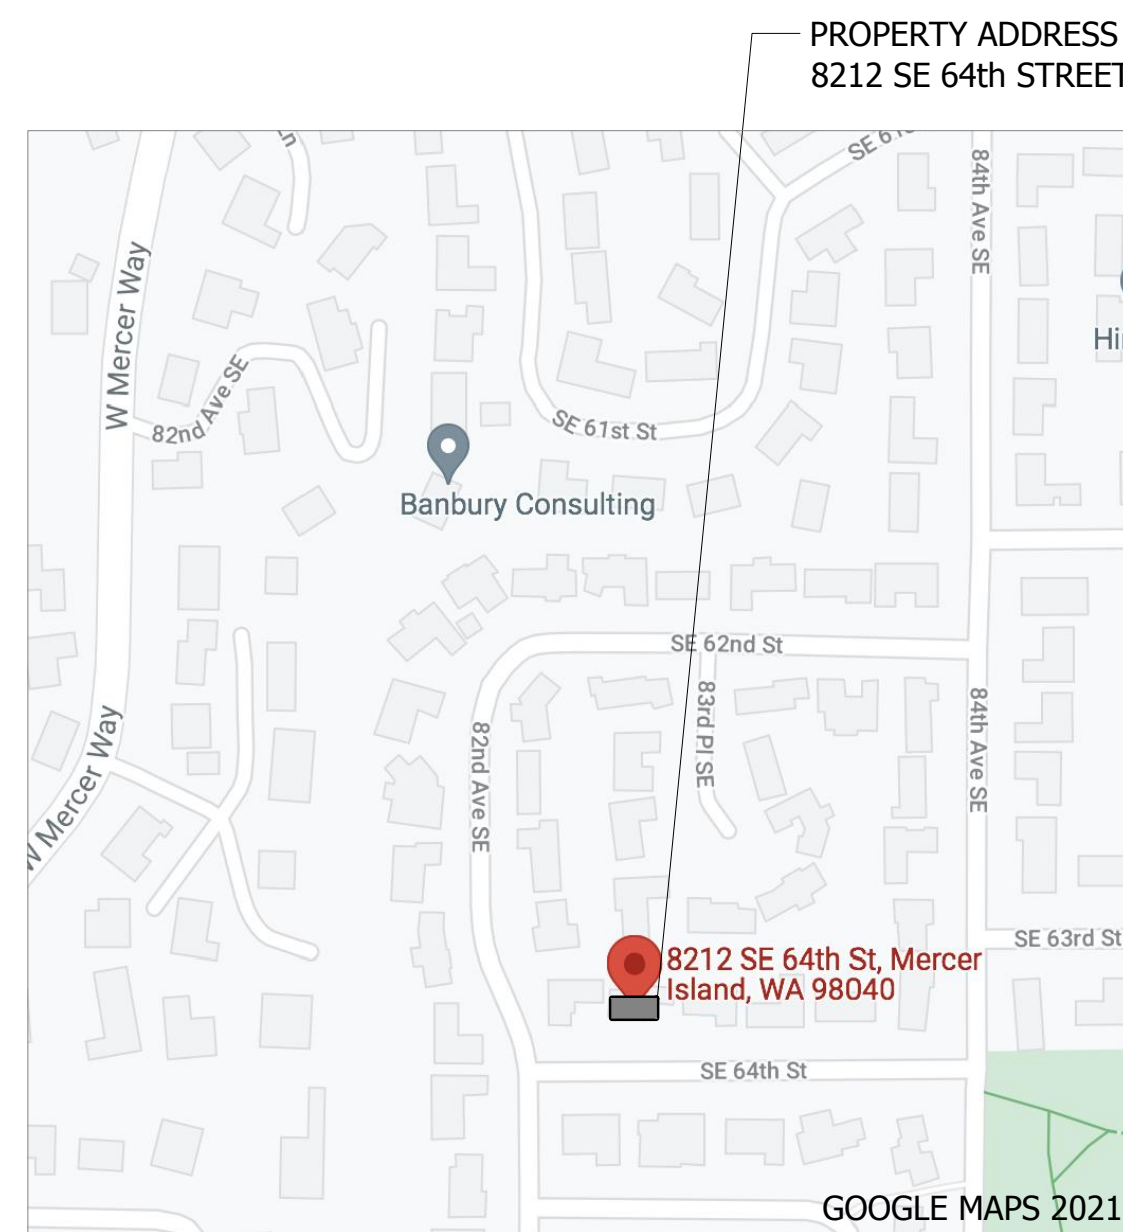 PROPERTY ADDRESS
8212 SE 64th STREET
84th Ave SE
W Mercer Way
82nd Ave SE
SE 61st St
Banbury Consulting
SE 62nd St
83rd Pl SE
82nd Ave SE
84th Ave SE
W Mercer Way
8212 SE 64th St, Mercer
Island, WA 98040
SE 63rd St
SE 64th St
GOOGLE MAPS 2021